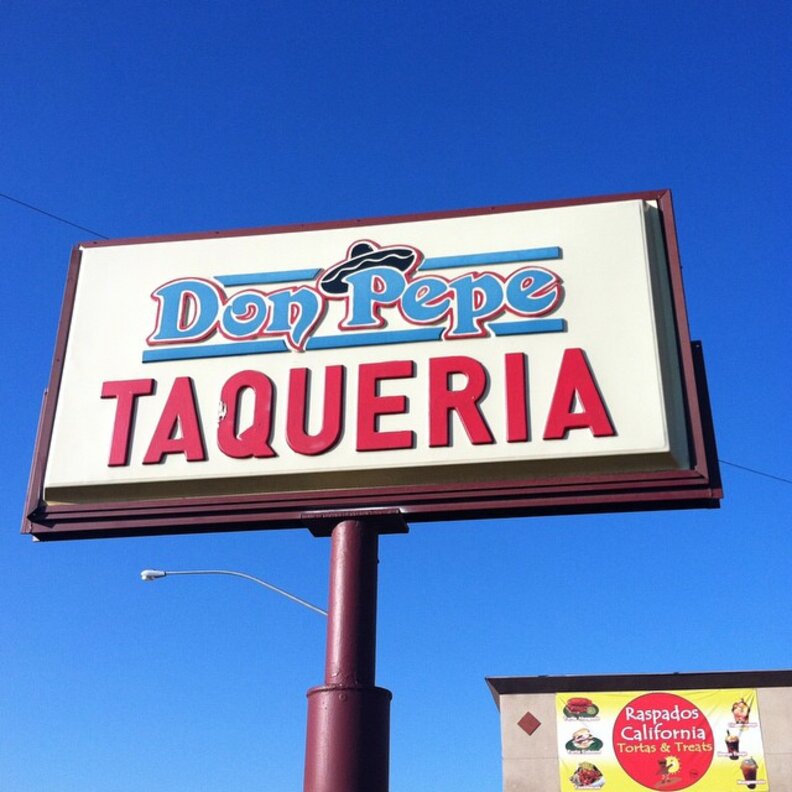 Don Pepe
TAQUERIA
Raspados
California
Tortas & Treats